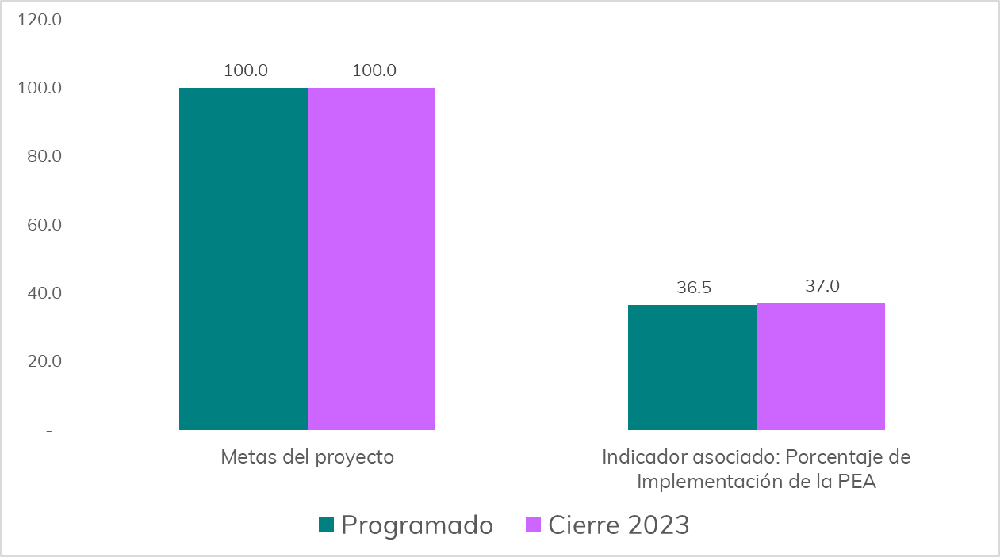 120.0
100.0
80.0
60.0
40.0
20.0
-
100.0
100.0
36.5
37.0
Metas del proyecto
Indicador asociado: Porcentaje de
Implementación de la PEA
Programado
Cierre 2023